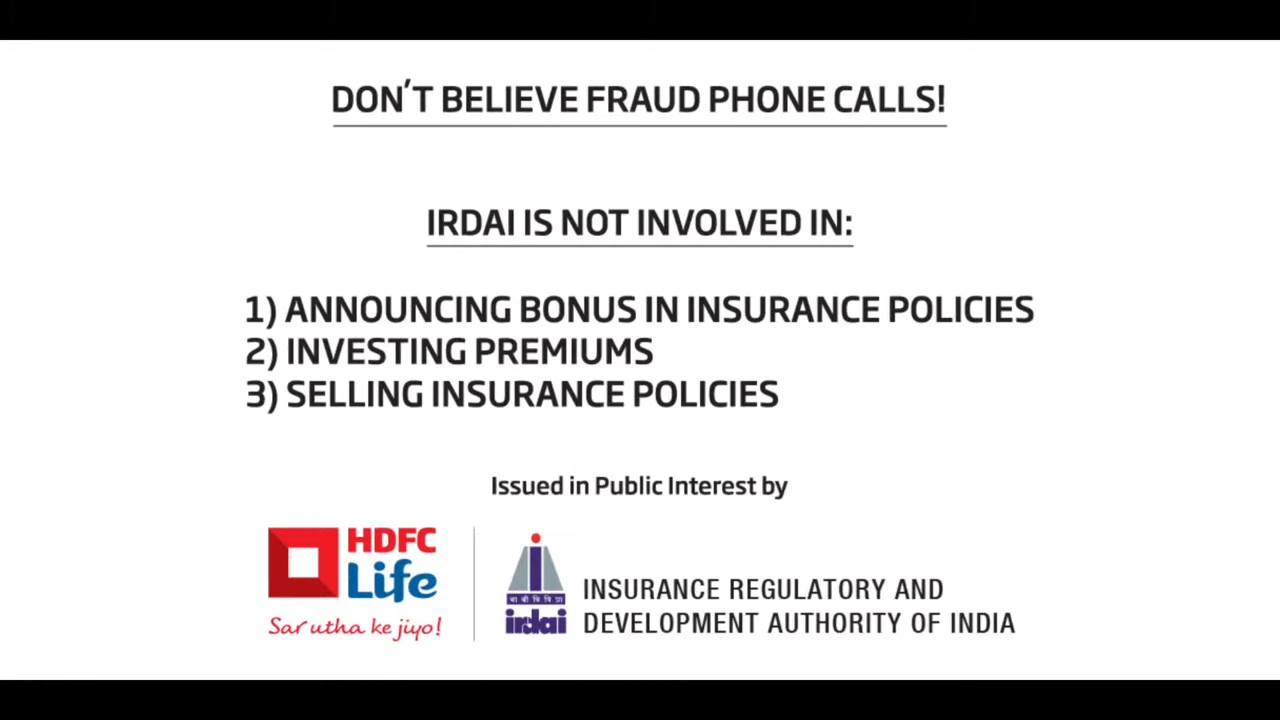 DON'T BELIEVE FRAUD PHONE CALLS!
IRDAI IS NOT INVOLVED IN:
1) ANNOUNCING BONUS IN INSURANCE POLICIES
2) INVESTING PREMIUMS
3) SELLING INSURANCE POLICIES
Issued in Public Interest by
HDFC
Life
Sar utha ke jiyo!
irdai
INSURANCE REGULATORY AND
DEVELOPMENT AUTHORITY OF INDIA